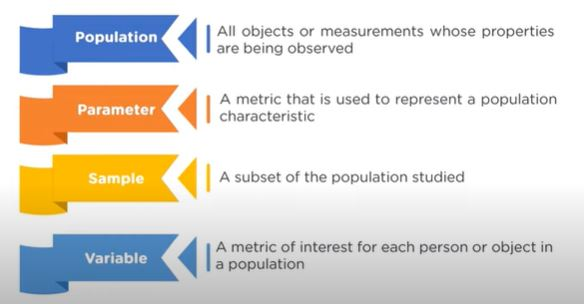 Population
All objects or measurements whose properties
are being observed
Parameter
A metric that is used to represent a population
characteristic
Sample
A subset of the population studied
Variable
A metric of interest for each person or object in
a population